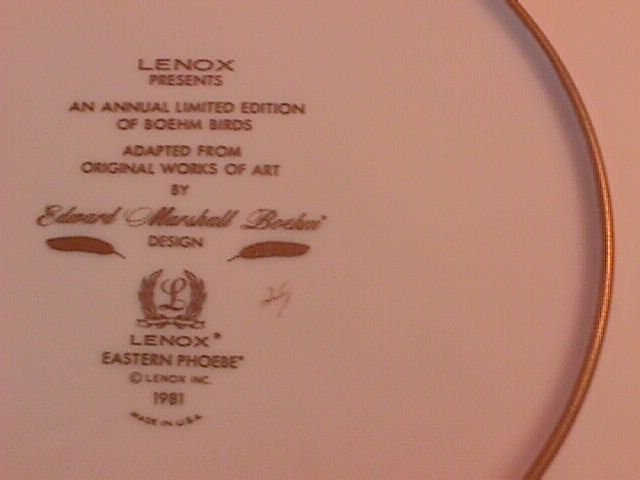 LENOX
PRESENTS
AN ANNUAL LIMITED EDITION
OF BOEHM BIRDS
ADAPTED FROM
ORIGINAL WORKS OF ART
BY
Edward Marshall Boehm®
DESIGN
L
LENOX®
EASTERN PHOEBE®
© LENOX INC.
1981
MADE IN U.S.A.